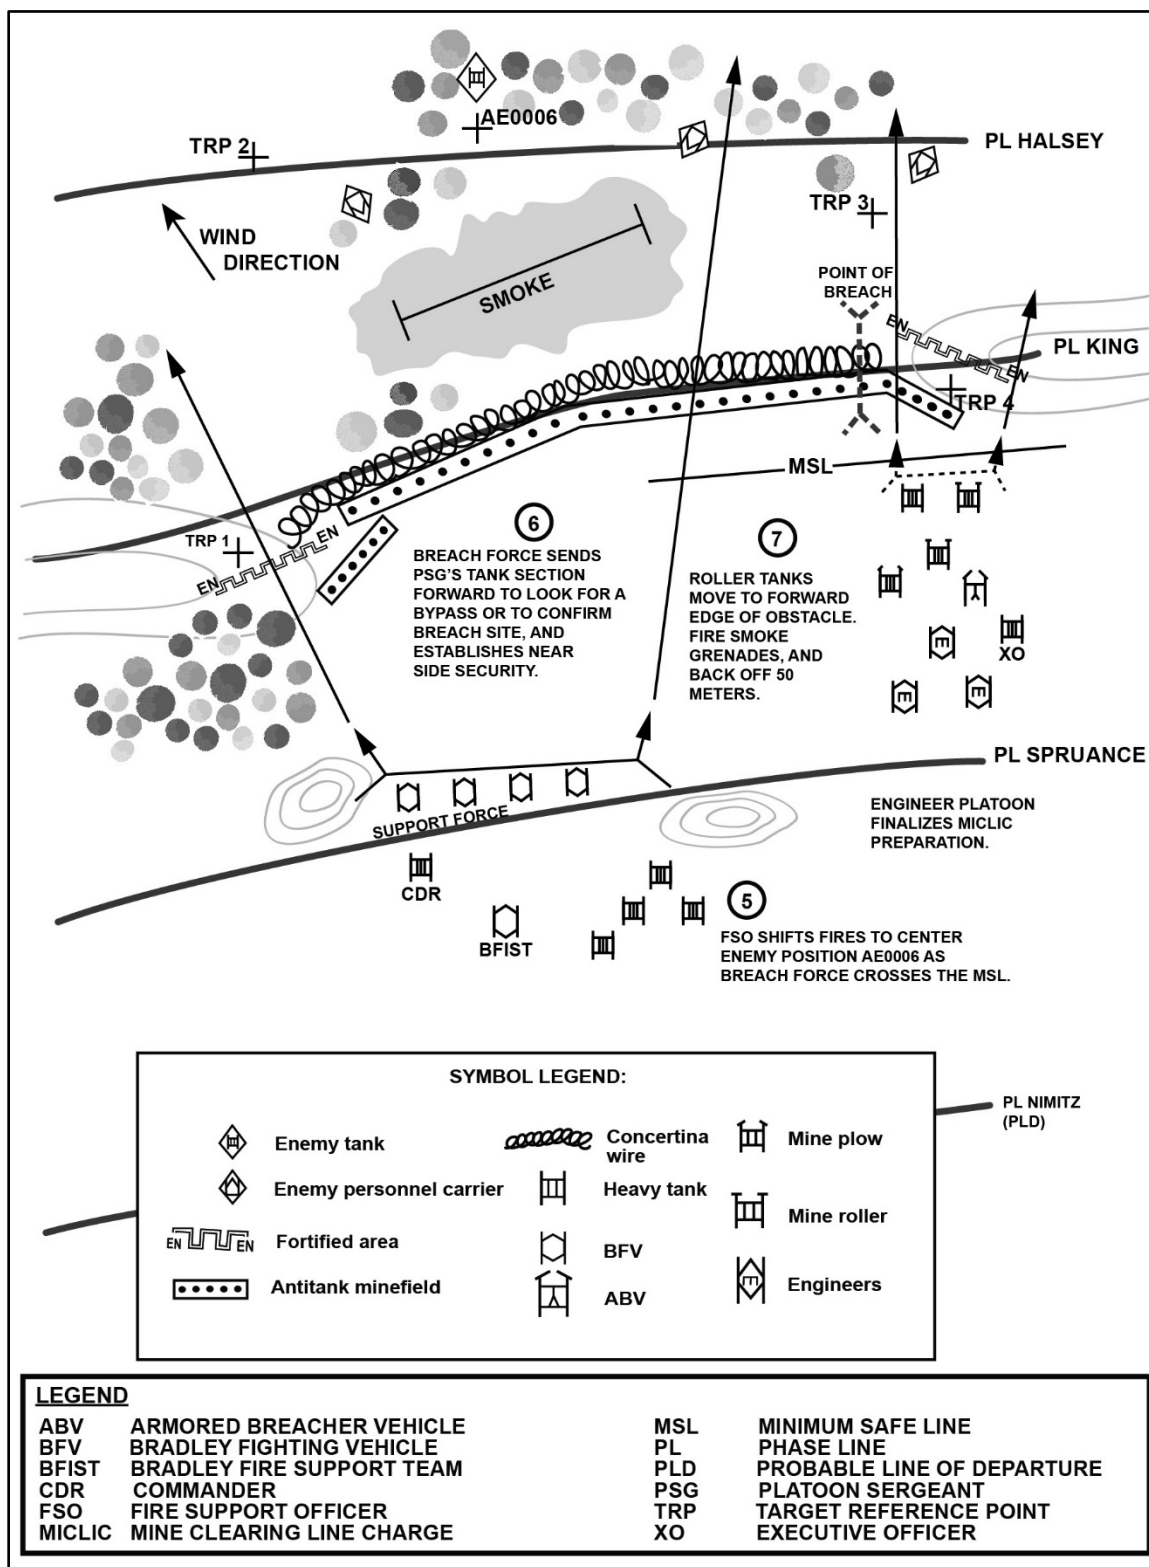 AE0006
TRP 2
PL HALSEY
TRP 3
WIND
DIRECTION
SMOKE
POINT OF
BREACH
EN
EN
PL KING
TRP 4
MSL
TRP 1
EN
EN
6
BREACH FORCE SENDS
PSG'S TANK SECTION
FORWARD TO LOOK FOR A
BYPASS OR TO CONFIRM
BREACH SITE, AND
ESTABLISHES NEAR
SIDE SECURITY.
7
ROLLER TANKS
MOVE TO FORWARD
EDGE OF OBSTACLE.
FIRE SMOKE
GRENADES, AND
BACK OFF 50
METERS.
E
XO
E
E
PL SPRUANCE
SUPPORT FORCE
ENGINEER PLATOON
FINALIZES MICLIC
PREPARATION.
CDR
BFIST
5
FSO SHIFTS FIRES TO CENTER
ENEMY POSITION AE0006 AS
BREACH FORCE CROSSES THE MSL.
SYMBOL LEGEND:
Enemy tank
Enemy personnel carrier
EN EN Fortified area
Antitank minefield
Concertina
wire
Heavy tank
BFV
ABV
Mine plow
Mine roller
E Engineers
PL NIMITZ
(PLD)
LEGEND
ABV ARMORED BREACHER VEHICLE
BFV BRADLEY FIGHTING VEHICLE
BFIST BRADLEY FIRE SUPPORT TEAM
CDR COMMANDER
FSO FIRE SUPPORT OFFICER
MICLIC MINE CLEARING LINE CHARGE
MSL MINIMUM SAFE LINE
PL PHASE LINE
PLD PROBABLE LINE OF DEPARTURE
PSG PLATOON SERGEANT
TRP TARGET REFERENCE POINT
XO EXECUTIVE OFFICER